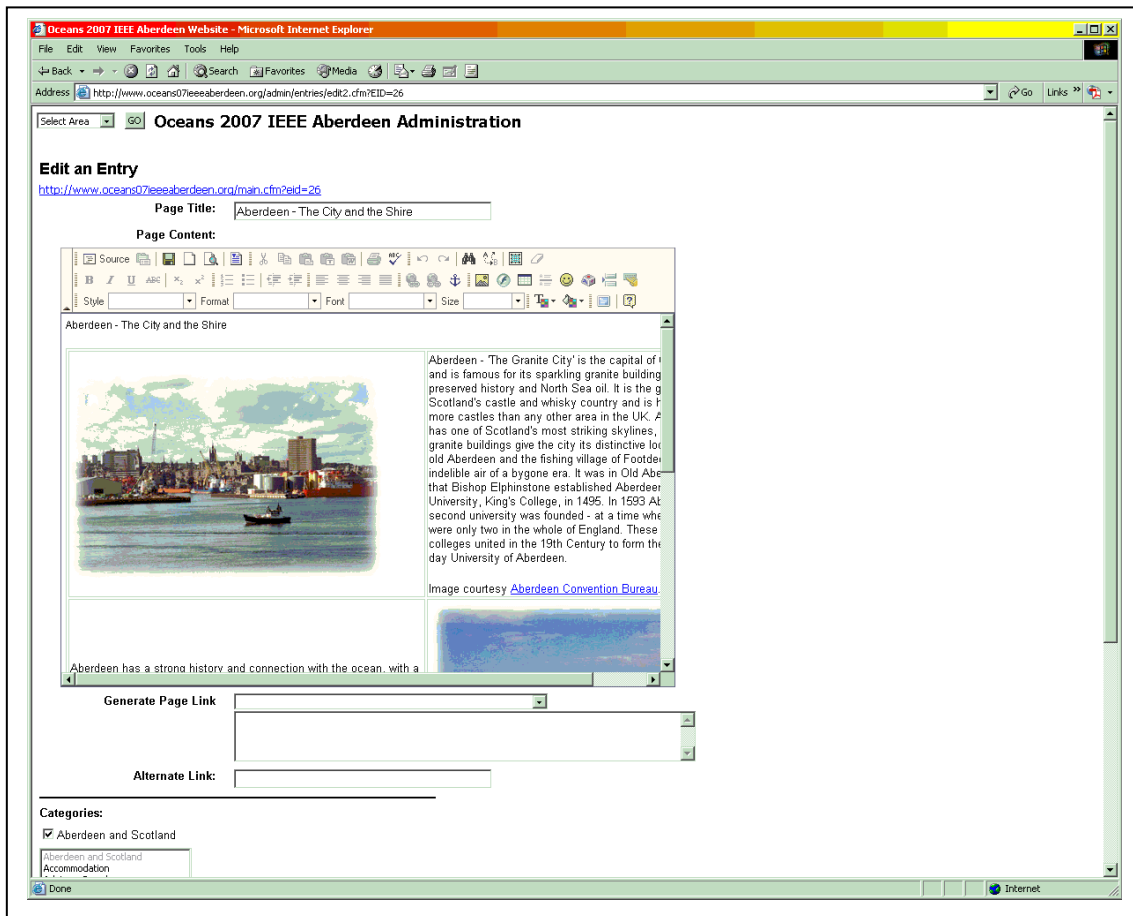 Oceans 2007 IEEE Aberdeen Website - Microsoft Internet Explorer
File Edit View Favorites Tools Help
Back Search Favorites Media
Address http://www.oceans07ieeeaberdeen.org/admin/entries/edit2.cfm?EID=26 Go Links »
Select Area GO Oceans 2007 IEEE Aberdeen Administration
Edit an Entry
http://www.oceans07ieeeaberdeen.org/main.cfm?eid=26
Page Title: Aberdeen - The City and the Shire
Page Content:
Source
B I U ABC x₂ x²
Style Format Font Size
Aberdeen - The City and the Shire
Aberdeen - 'The Granite City' is the capital of
and is famous for its sparkling granite building
preserved history and North Sea oil. It is the g
Scotland's castle and whisky country and is h
more castles than any other area in the UK. A
has one of Scotland's most striking skylines,
granite buildings give the city its distinctive lo
old Aberdeen and the fishing village of Footde
indelible air of a bygone era. It was in Old Abe
that Bishop Elphinstone established Aberdeen
University, King's College, in 1495. In 1593 Ab
second university was founded - at a time whe
were only two in the whole of England. These
colleges united in the 19th Century to form the
day University of Aberdeen.
Image courtesy Aberdeen Convention Bureau.
Aberdeen has a strong history and connection with the ocean, with a
Generate Page Link
Alternate Link:
Categories:
Aberdeen and Scotland
Aberdeen and Scotland
Accommodation
Done Internet